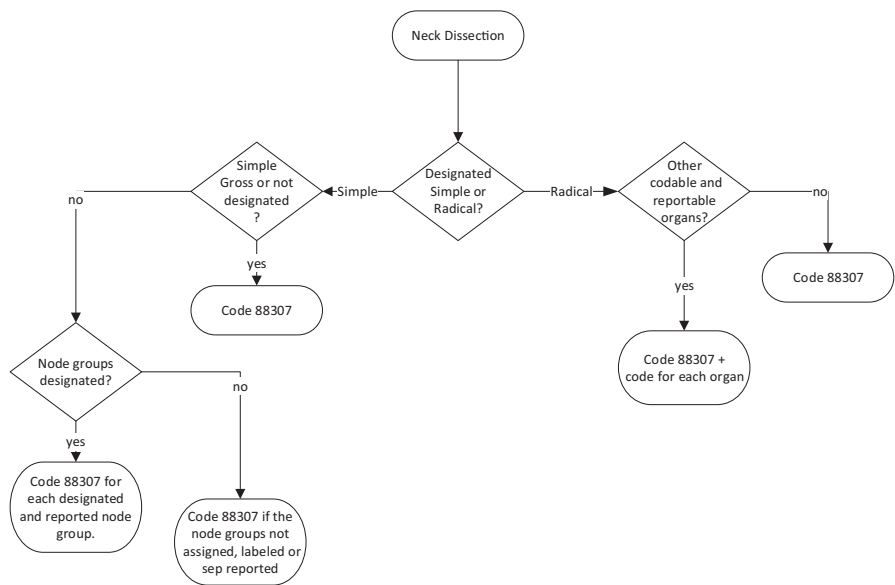 Neck Dissection
Simple
Gross or not
designated
?
Designated
Simple or
Radical?
Other
codable and
reportable
organs?
Simple
Radical
no
no
yes
yes
Code 88307
Code 88307
Code 88307 +
code for each organ
Node groups
designated?
no
yes
Code 88307 for
each designated
and reported node
group.
Code 88307 if the
node groups not
assigned, labeled or
sep reported